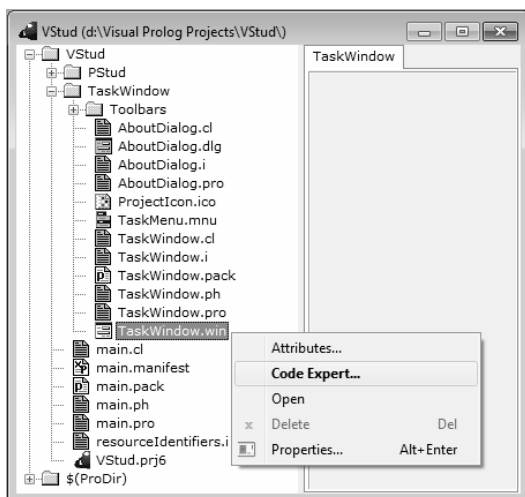 VStud (d:\Visual Prolog Projects\VStud\)
VStud
TaskWindow
PStud
TaskWindow
Toolbars
AboutDialog.cl
AboutDialog.dlg
AboutDialog.i
AboutDialog.pro
ProjectIcon.ico
TaskMenu.mnu
TaskWindow.cl
TaskWindow.i
TaskWindow.pack
TaskWindow.ph
TaskWindow.pro
TaskWindow.win
main.cl
main.manifest
main.pack
main.ph
main.pro
resourceIdentifiers.i
VStud.prj6
$(ProDir)
Attributes...
Code Expert...
Open
Delete Del
Properties... Alt+Enter